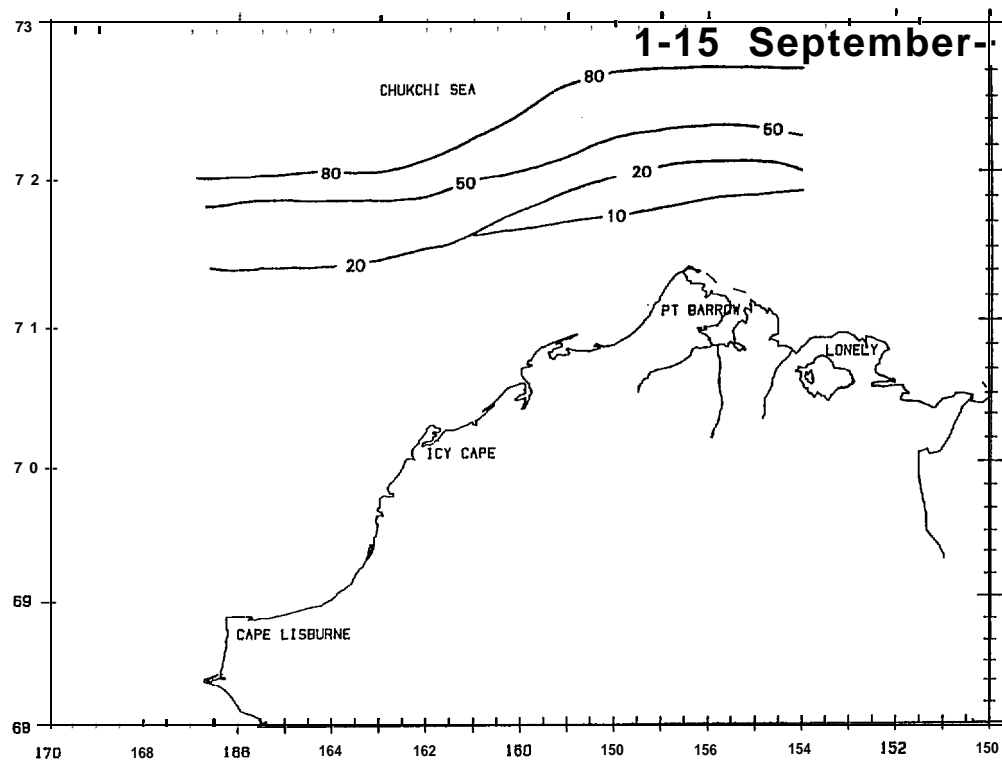 73
1-15 September-
CHUKCHI SEA
80
80
50
50
20
10
20
72
71
PT BARROW
LONELY
70
ICY CAPE
69
CAPE LISBURNE
68
170 168 166 164 162 160 150 156 154 152 150